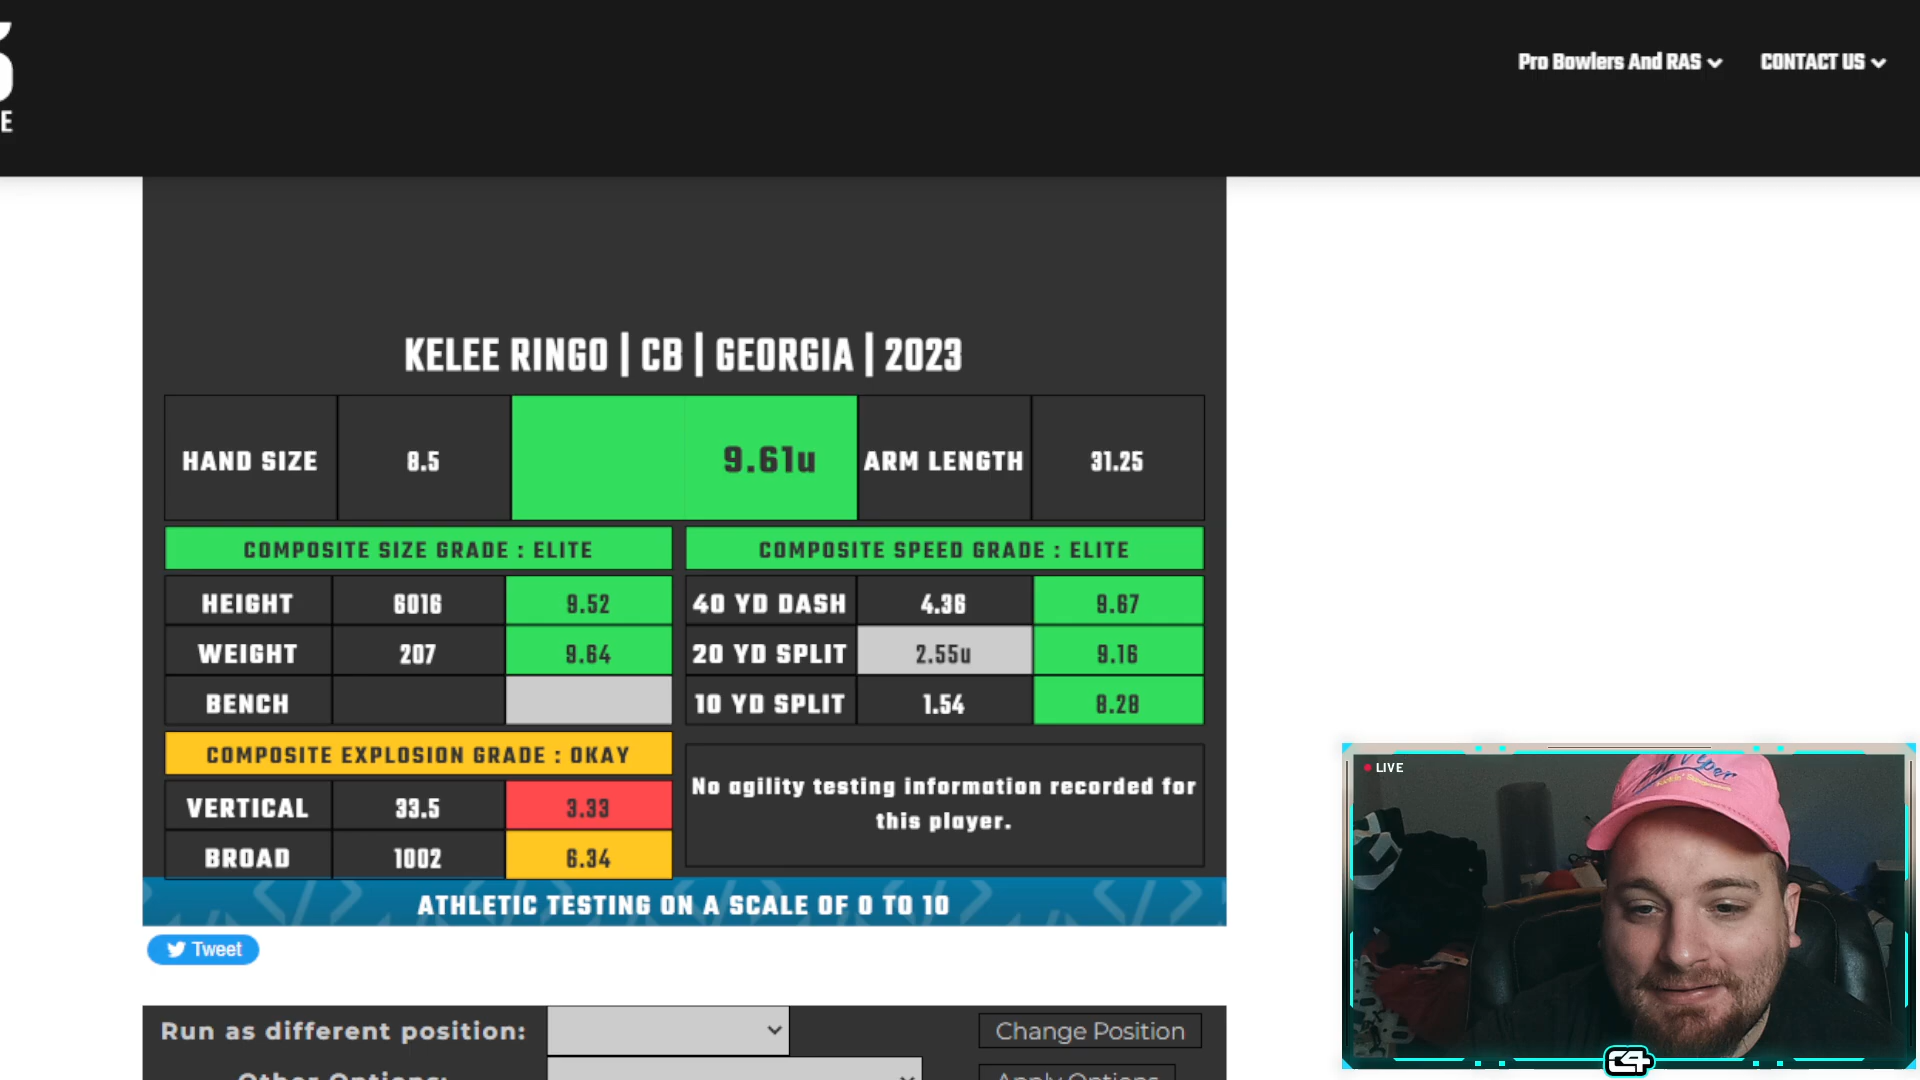 E
Pro Bowlers And RAS
CONTACT US
KELEE RINGO | CB | GEORGIA | 2023
HAND SIZE 8.5 9.61u ARM LENGTH 31.25
COMPOSITE SIZE GRADE : ELITE
HEIGHT 6016 9.52
WEIGHT 207 9.64
BENCH
COMPOSITE EXPLOSION GRADE : OKAY
VERTICAL 33.5 3.33
BROAD 1002 6.34
COMPOSITE SPEED GRADE : ELITE
40 YD DASH 4.36 9.67
20 YD SPLIT 2.55u 9.16
10 YD SPLIT 1.54 8.28
No agility testing information recorded for
this player.
ATHLETIC TESTING ON A SCALE OF 0 TO 10
Tweet
Run as different position:
Change Position
Other Options:
Apply Options
LIVE
Viper